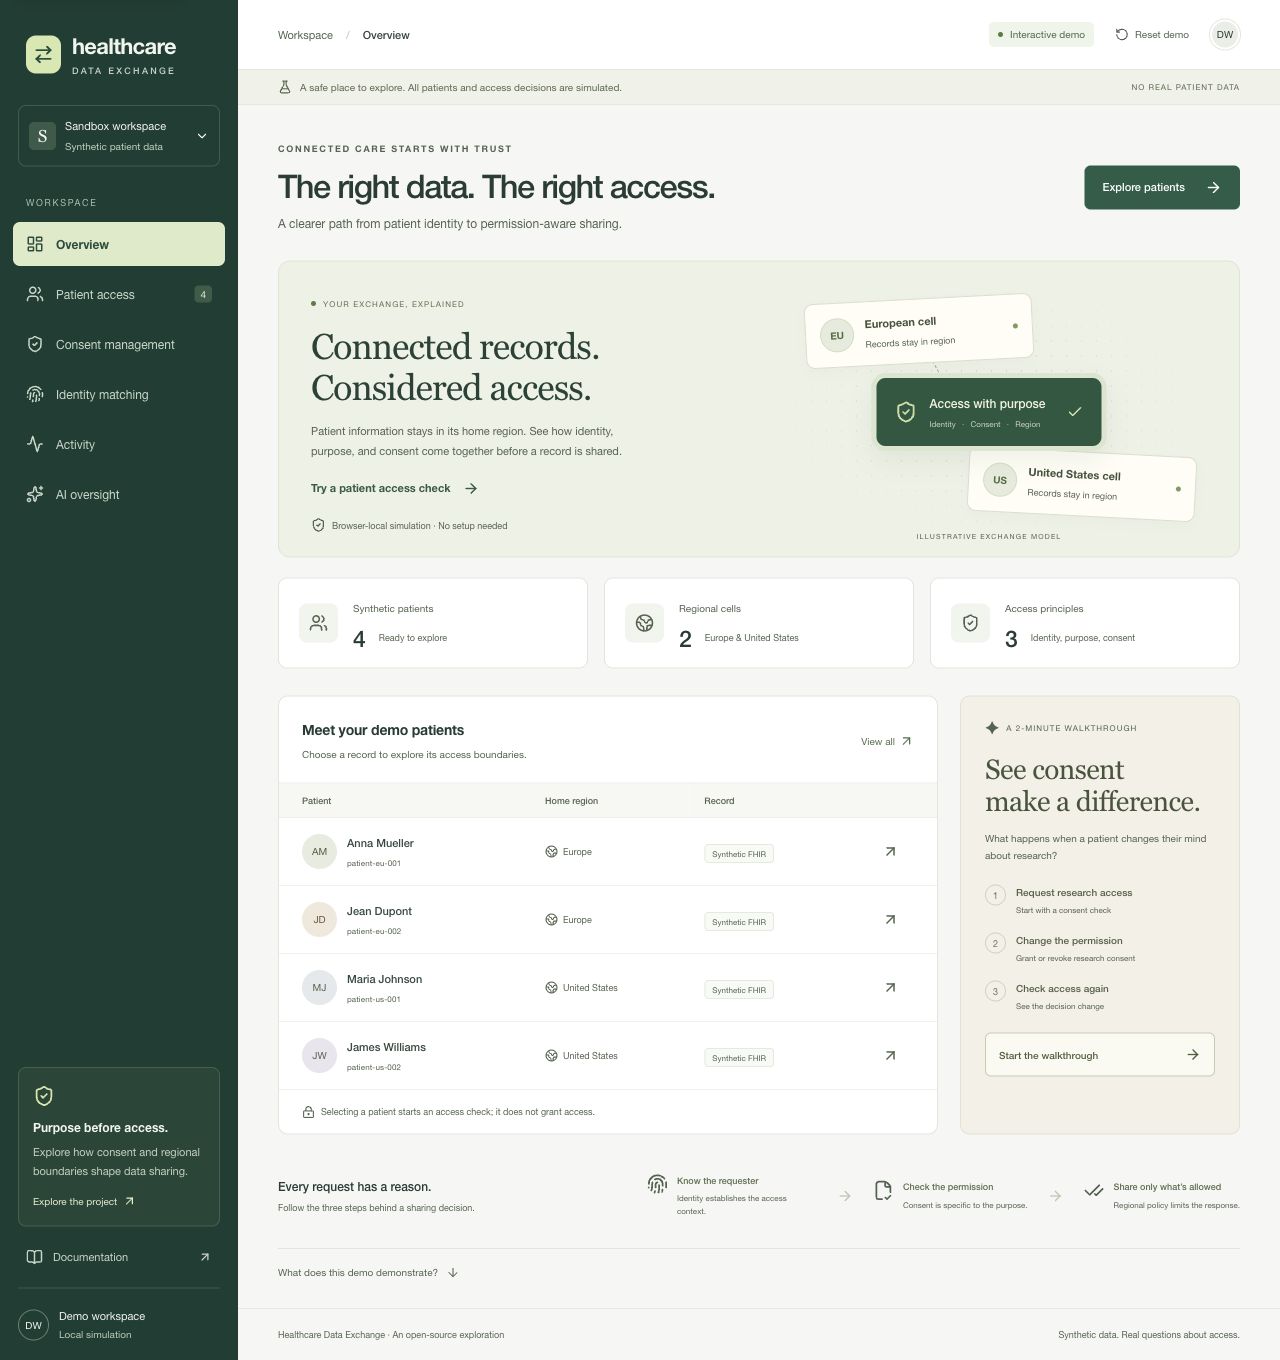 healthcare
DATA EXCHANGE
S
Sandbox workspace
Synthetic patient data
WORKSPACE
Overview
Patient access
4
Consent management
Identity matching
Activity
AI oversight
Purpose before access.
Explore how consent and regional
boundaries shape data sharing.
Explore the project
Documentation
DW
Demo workspace
Local simulation
Workspace / Overview
Interactive demo
Reset demo
DW
A safe place to explore. All patients and access decisions are simulated.
NO REAL PATIENT DATA
CONNECTED CARE STARTS WITH TRUST
The right data. The right access.
A clearer path from patient identity to permission-aware sharing.
Explore patients
YOUR EXCHANGE, EXPLAINED
Connected records.
Considered access.
Patient information stays in its home region. See how identity,
purpose, and consent come together before a record is shared.
Try a patient access check
Browser-local simulation · No setup needed
EU
European cell
Records stay in region
Access with purpose
Identity · Consent · Region
US
United States cell
Records stay in region
ILLUSTRATIVE EXCHANGE MODEL
Synthetic patients
4 Ready to explore
Regional cells
2 Europe & United States
Access principles
3 Identity, purpose, consent
Meet your demo patients
Choose a record to explore its access boundaries.
View all
Patient Home region Record
AM Anna Mueller
patient-eu-001
Europe
Synthetic FHIR
JD Jean Dupont
patient-eu-002
Europe
Synthetic FHIR
MJ Maria Johnson
patient-us-001
United States
Synthetic FHIR
JW James Williams
patient-us-002
United States
Synthetic FHIR
Selecting a patient starts an access check; it does not grant access.
A 2-MINUTE WALKTHROUGH
See consent
make a difference.
What happens when a patient changes their mind
about research?
1 Request research access
Start with a consent check
2 Change the permission
Grant or revoke research consent
3 Check access again
See the decision change
Start the walkthrough
Every request has a reason.
Follow the three steps behind a sharing decision.
Know the requester
Identity establishes the access
context.
Check the permission
Consent is specific to the purpose.
Share only what's allowed
Regional policy limits the response.
What does this demo demonstrate?
Healthcare Data Exchange · An open-source exploration
Synthetic data. Real questions about access.